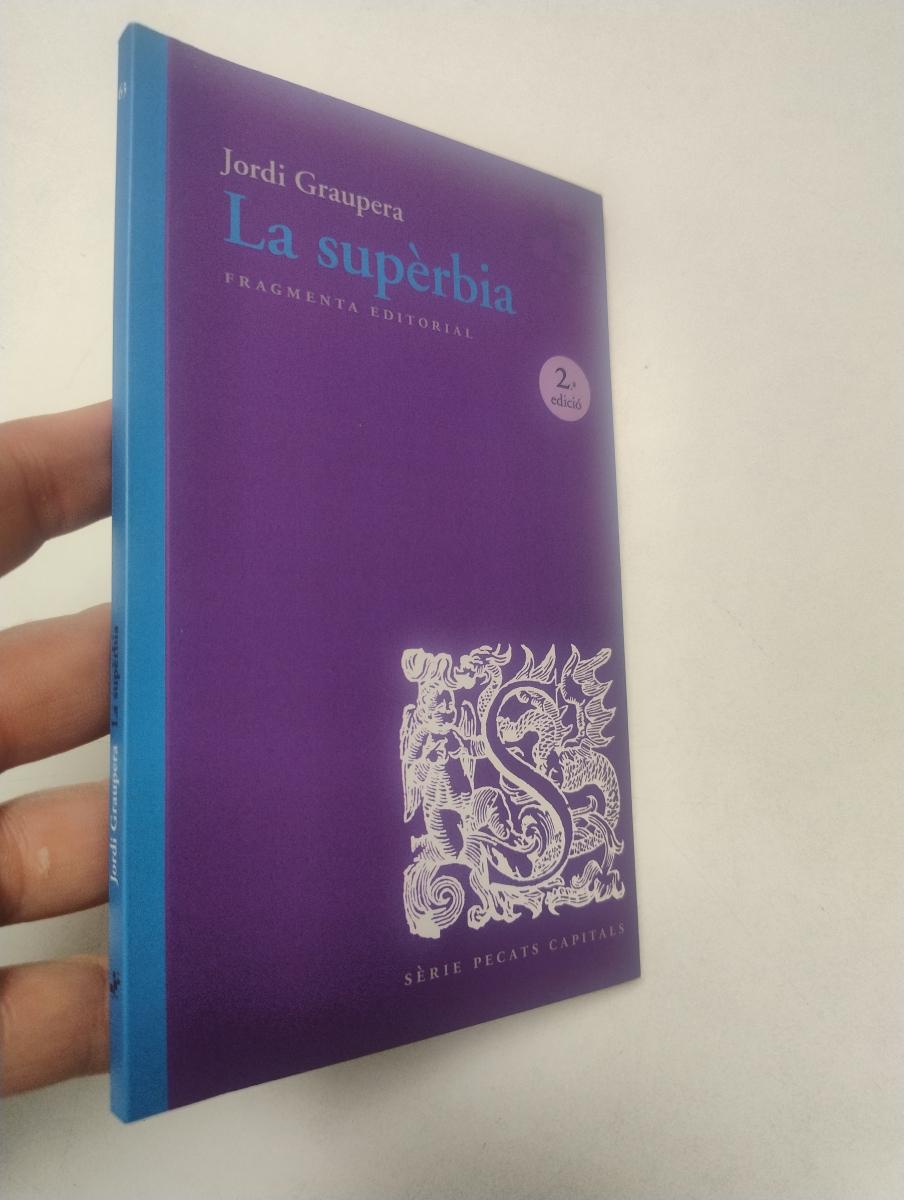 Jordi Graupera
La supèrbia
FRAGMENTA EDITORIAL
2.ª
edició
S
SÈRIE PECATS CAPITALS
Jordi Graupera La supèrbia